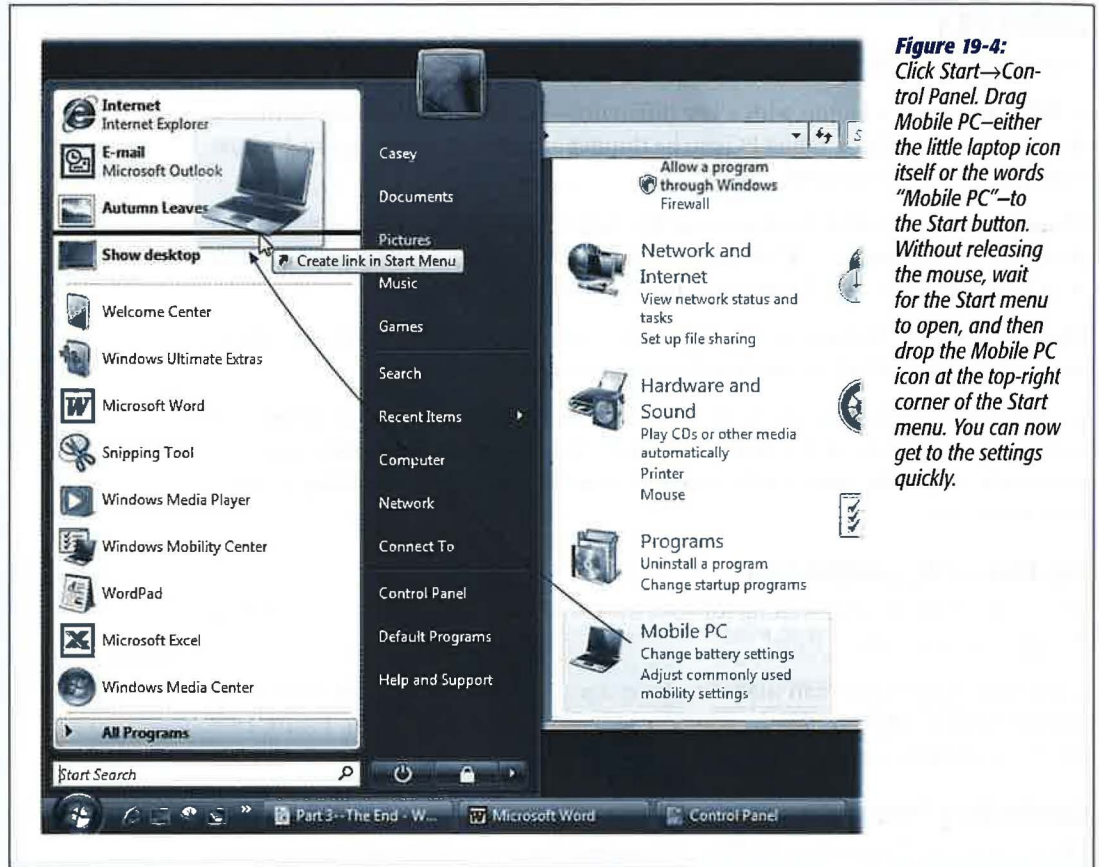 Internet
Internet Explorer
E-mail
Microsoft Outlook
Autumn Leaves
Show desktop
Create link in Start Menu
Welcome Center
Windows Ultimate Extras
Microsoft Word
Snipping Tool
Windows Media Player
Windows Mobility Center
WordPad
Microsoft Excel
Windows Media Center
All Programs
Start Search
Casey
Documents
Pictures
Music
Games
Search
Recent Items
Computer
Network
Connect To
Control Panel
Default Programs
Help and Support
Allow a program
through Windows
Firewall
Network and
Internet
View network status and
tasks
Set up file sharing
Hardware and
Sound
Play CDs or other media
automatically
Printer
Mouse
Programs
Uninstall a program
Change startup programs
Mobile PC
Change battery settings
Adjust commonly used
mobility settings
Part 3--The End - W...
Microsoft Word
Control Panel
Figure 19-4:
Click Start→Con-
trol Panel. Drag
Mobile PC—either
the little laptop icon
itself or the words
"Mobile PC"—to
the Start button.
Without releasing
the mouse, wait
for the Start menu
to open, and then
drop the Mobile PC
icon at the top-right
corner of the Start
menu. You can now
get to the settings
quickly.